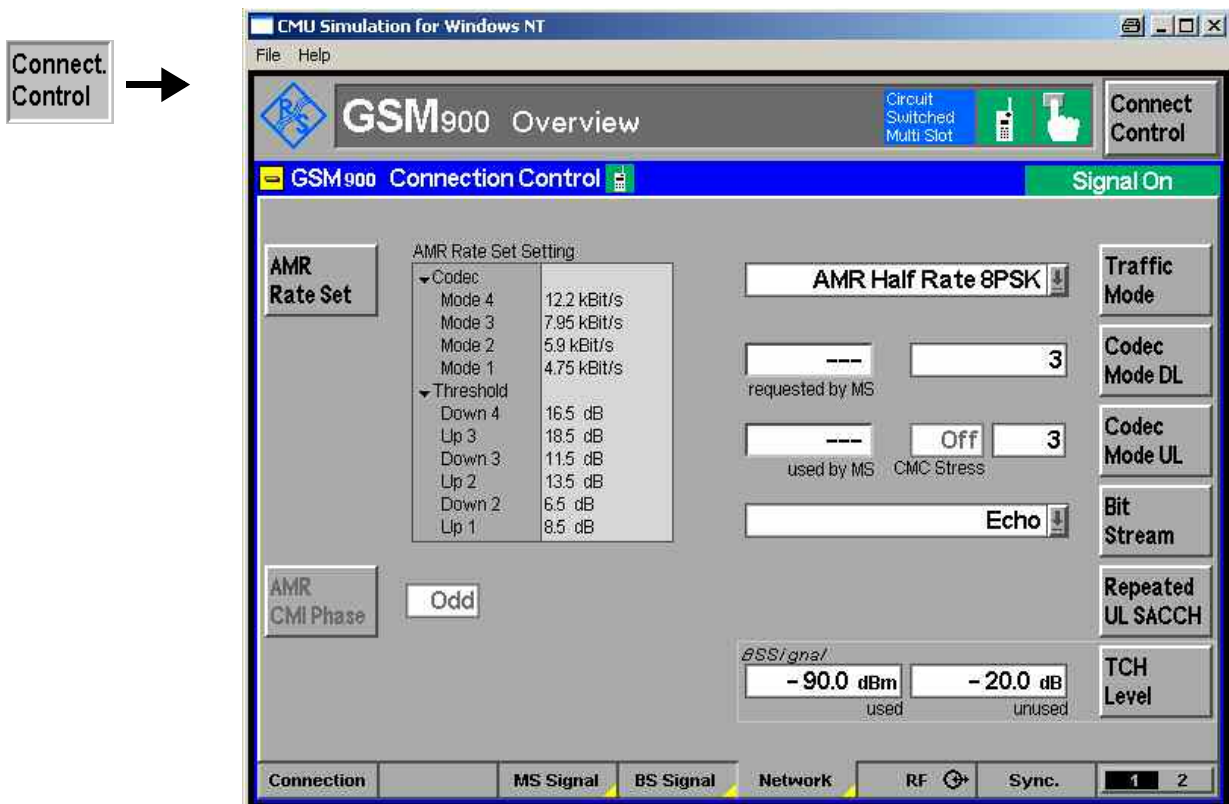 Connect.
Control
CMU Simulation for Windows NT
File Help
R S
GSM900 Overview
Circuit
Switched
Multi Slot
Connect
Control
GSM 900 Connection Control
Signal On
AMR
Rate Set
AMR Rate Set Setting
Codec
Mode 4 12.2 kBit/s
Mode 3 7.95 kBit/s
Mode 2 5.9 kBit/s
Mode 1 4.75 kBit/s
Threshold
Down 4 16.5 dB
Up 3 18.5 dB
Down 3 11.5 dB
Up 2 13.5 dB
Down 2 6.5 dB
Up 1 8.5 dB
AMR
CMI Phase
Odd
AMR Half Rate 8PSK
Traffic
Mode
--- 3
requested by MS
Codec
Mode DL
--- Off 3
used by MS CMC Stress
Codec
Mode UL
Echo
Bit
Stream
Repeated
UL SACCH
BSSignal
- 90.0 dBm - 20.0 dB
used unused
TCH
Level
Connection MS Signal BS Signal Network RF Sync. 1 2